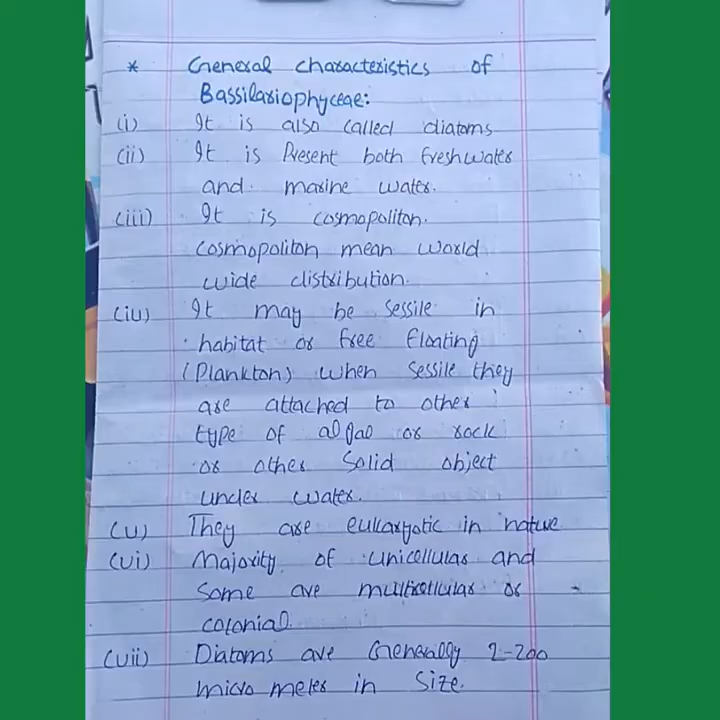 * General characteristics of
Bassilariophyceae:
(i) It is also called diatoms
(ii) It is Present both freshwater
and marine water.
(iii) It is cosmopoliton.
cosmopoliton mean world
wide distribution.
(iv) It may be sessile in
habitat or free floating
(Plankton) when sessile they
are attached to other
type of algae or rock
or other solid object
under water.
(v) They are eukaryotic in nature
(vi) Majority of unicellular and
Some are multicellular or
colonial.
(vii) Diatoms are Generally 2-200
micro meter in size.